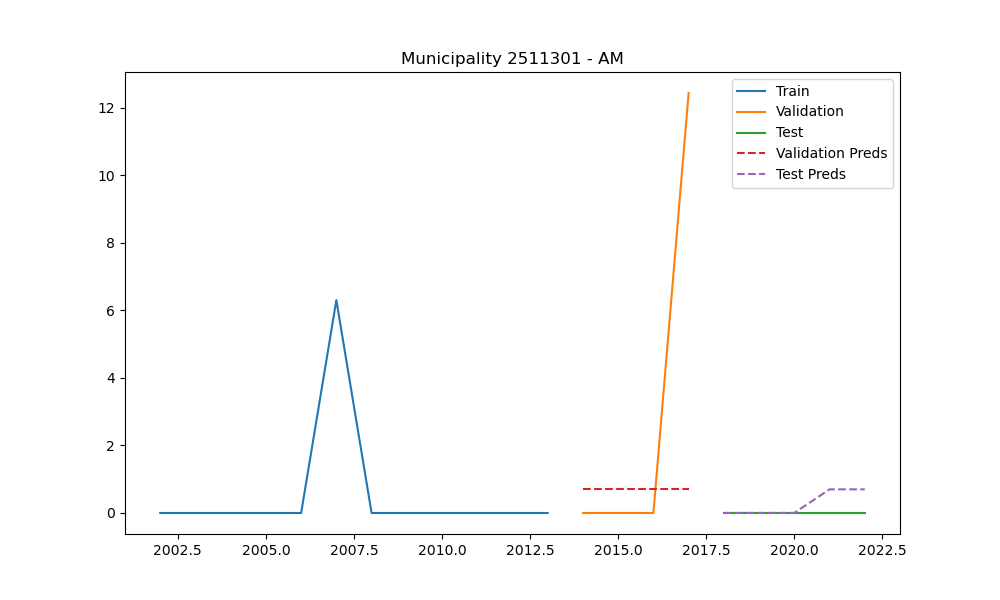 Municipality 2511301 - AM
Train
Validation
Test
Validation Preds
Test Preds
12
10
8
6
4
2
0
2002.5 2005.0 2007.5 2010.0 2012.5 2015.0 2017.5 2020.0 2022.5